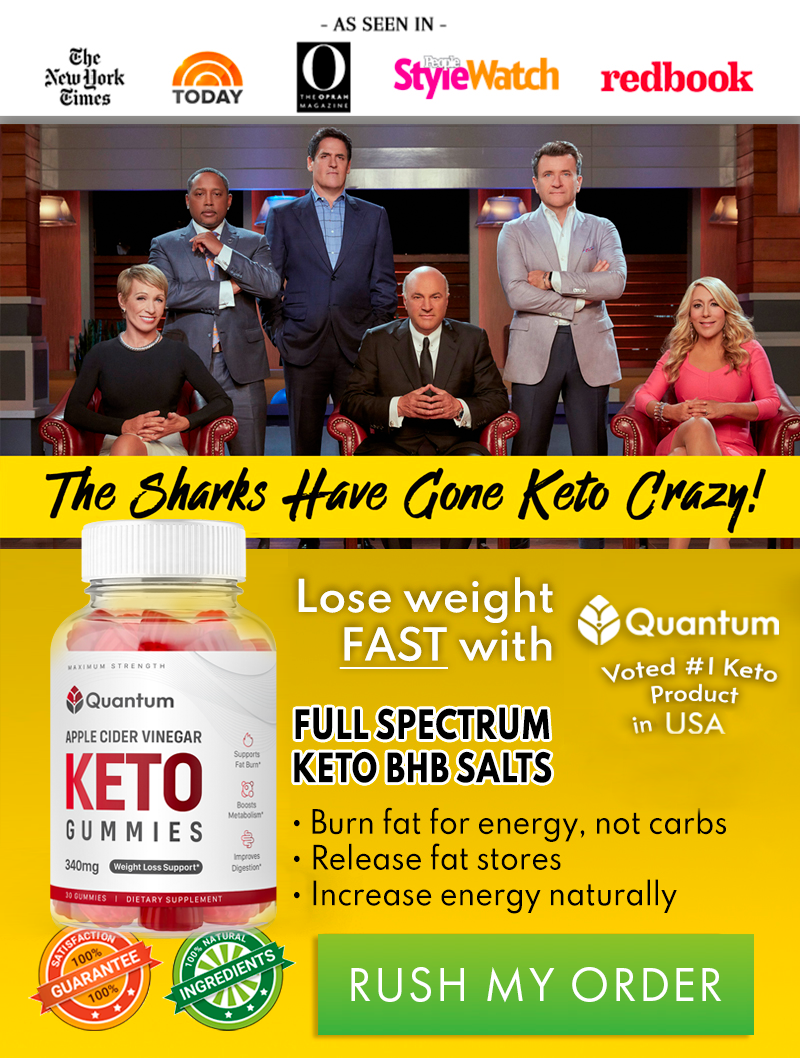 - AS SEEN IN -
The
New York
Times
TODAY
O
THE OPRAH
MAGAZINE
People
StyleWatch
redbook
The Sharks Have Gone Keto Crazy!
MAXIMUM STRENGTH
Quantum
APPLE CIDER VINEGAR
KETO
GUMMIES
340mg Weight Loss Support*
30 GUMMIES | DIETARY SUPPLEMENT
Supports
Fat Burn*
Boosts
Metabolism*
Improves
Digestion*
Lose weight
FAST with
Quantum
Voted #1 Keto
Product
in USA
FULL SPECTRUM
KETO BHB SALTS
• Burn fat for energy, not carbs
• Release fat stores
• Increase energy naturally
SATISFACTION
100%
GUARANTEE
100%
100% NATURAL
INGREDIENTS
RUSH MY ORDER